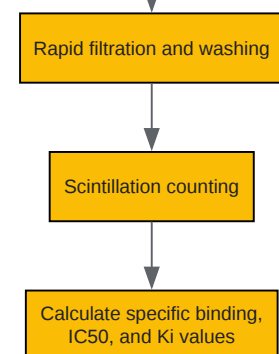 Rapid filtration and washing
Scintillation counting
Calculate specific binding,
IC50, and Ki values